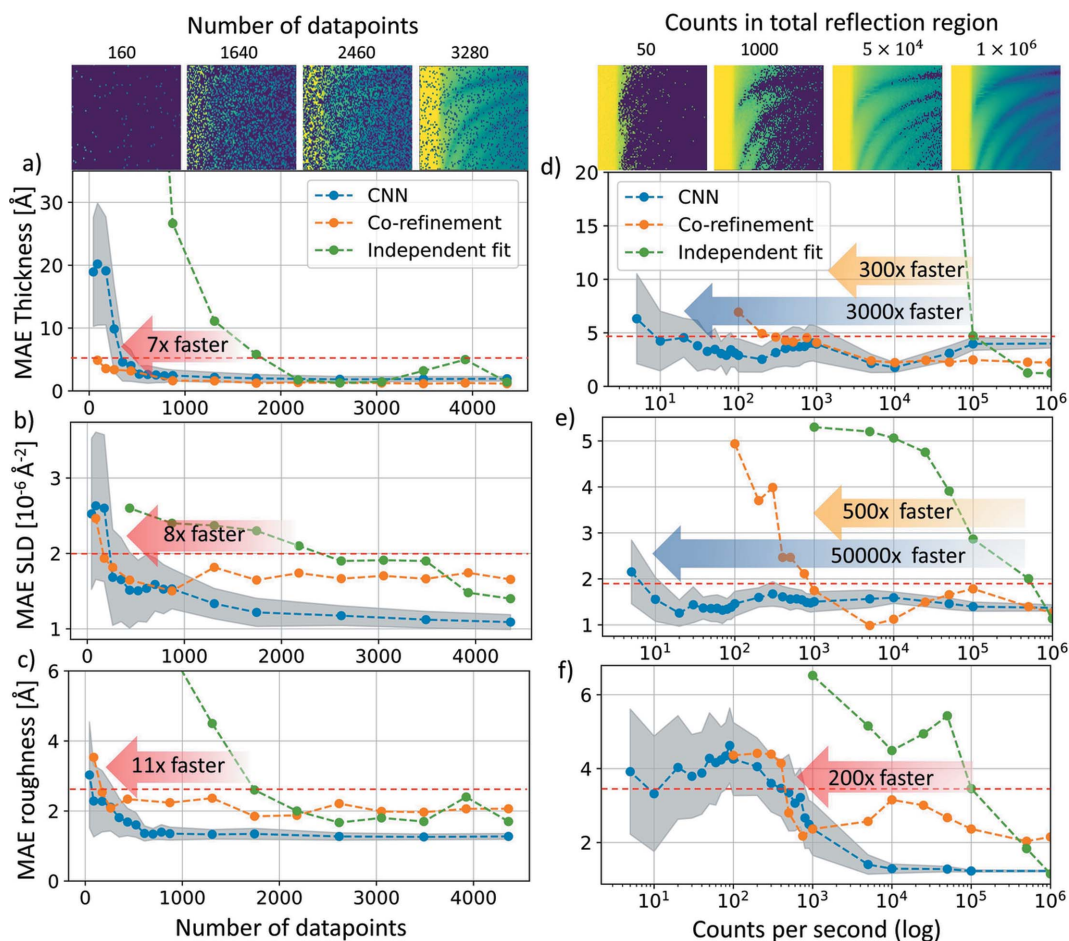 Number of datapoints
160 1640 2460 3280
Counts in total reflection region
50 1000 5 × 10⁴ 1 × 10⁶
a)
MAE Thickness [Å]
30
20
10
0
CNN
Co-refinement
Independent fit
7x faster
0 1000 2000 3000 4000
d)
20
15
10
5
0
CNN
Co-refinement
Independent fit
300x faster
3000x faster
10¹ 10² 10³ 10⁴ 10⁵ 10⁶
b)
MAE SLD [10⁻⁶ Å⁻²]
3
2
1
8x faster
0 1000 2000 3000 4000
e)
5
4
3
2
1
500x faster
50000x faster
10¹ 10² 10³ 10⁴ 10⁵ 10⁶
c)
MAE roughness [Å]
6
4
2
0
11x faster
0 1000 2000 3000 4000
Number of datapoints
f)
6
4
2
200x faster
10¹ 10² 10³ 10⁴ 10⁵ 10⁶
Counts per second (log)